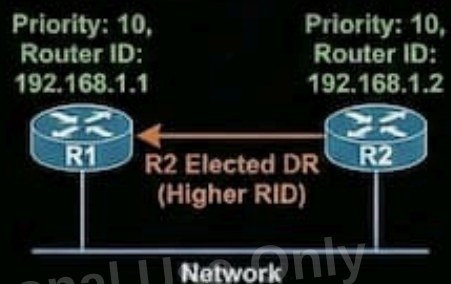 Priority: 10,
Router ID:
192.168.1.1
Priority: 10,
Router ID:
192.168.1.2
R1
R2 Elected DR
(Higher RID)
R2
Network
Only